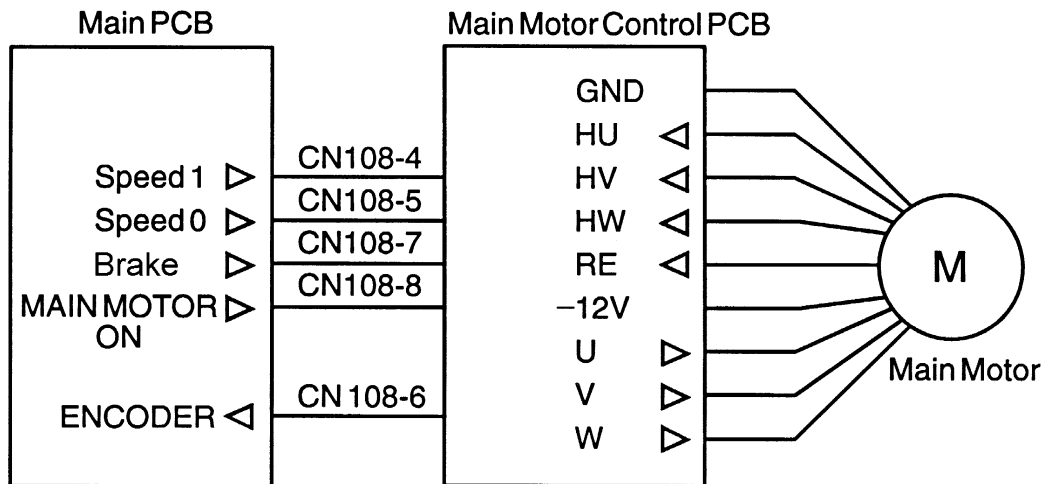 Main PCB
Main Motor Control PCB
Speed 1
Speed 0
Brake
MAIN MOTOR
ON
ENCODER
CN108-4
CN108-5
CN108-7
CN108-8
CN 108-6
GND
HU
HV
HW
RE
–12V
U
V
W
M
Main Motor